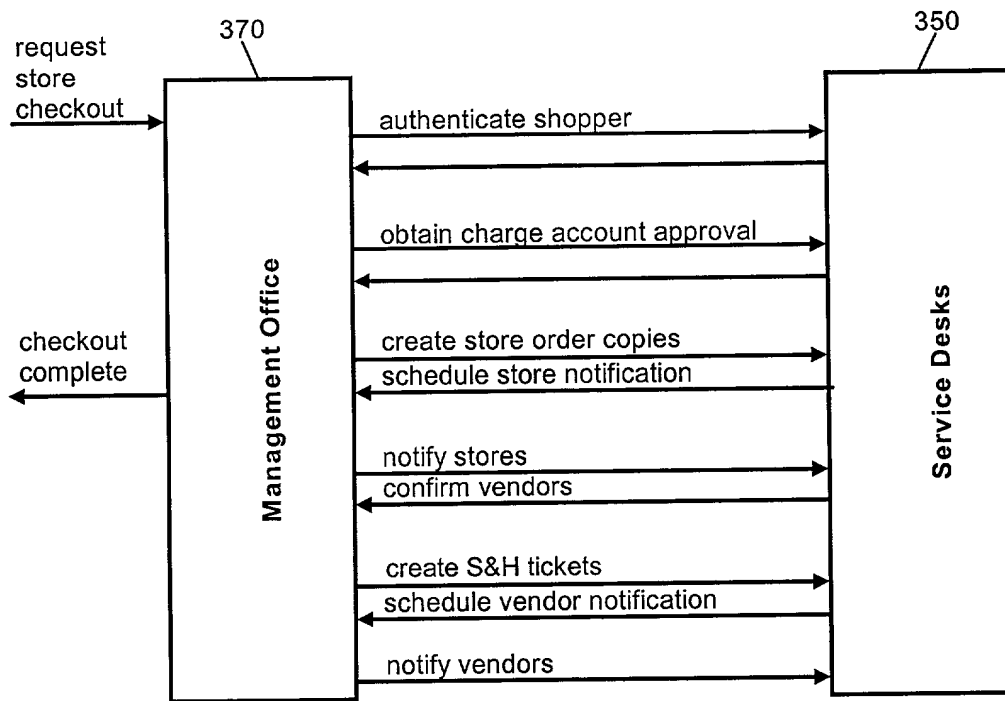 370
350
request
store
checkout
authenticate shopper
obtain charge account approval
Management Office
Service Desks
checkout
complete
create store order copies
schedule store notification
notify stores
confirm vendors
create S&H tickets
schedule vendor notification
notify vendors